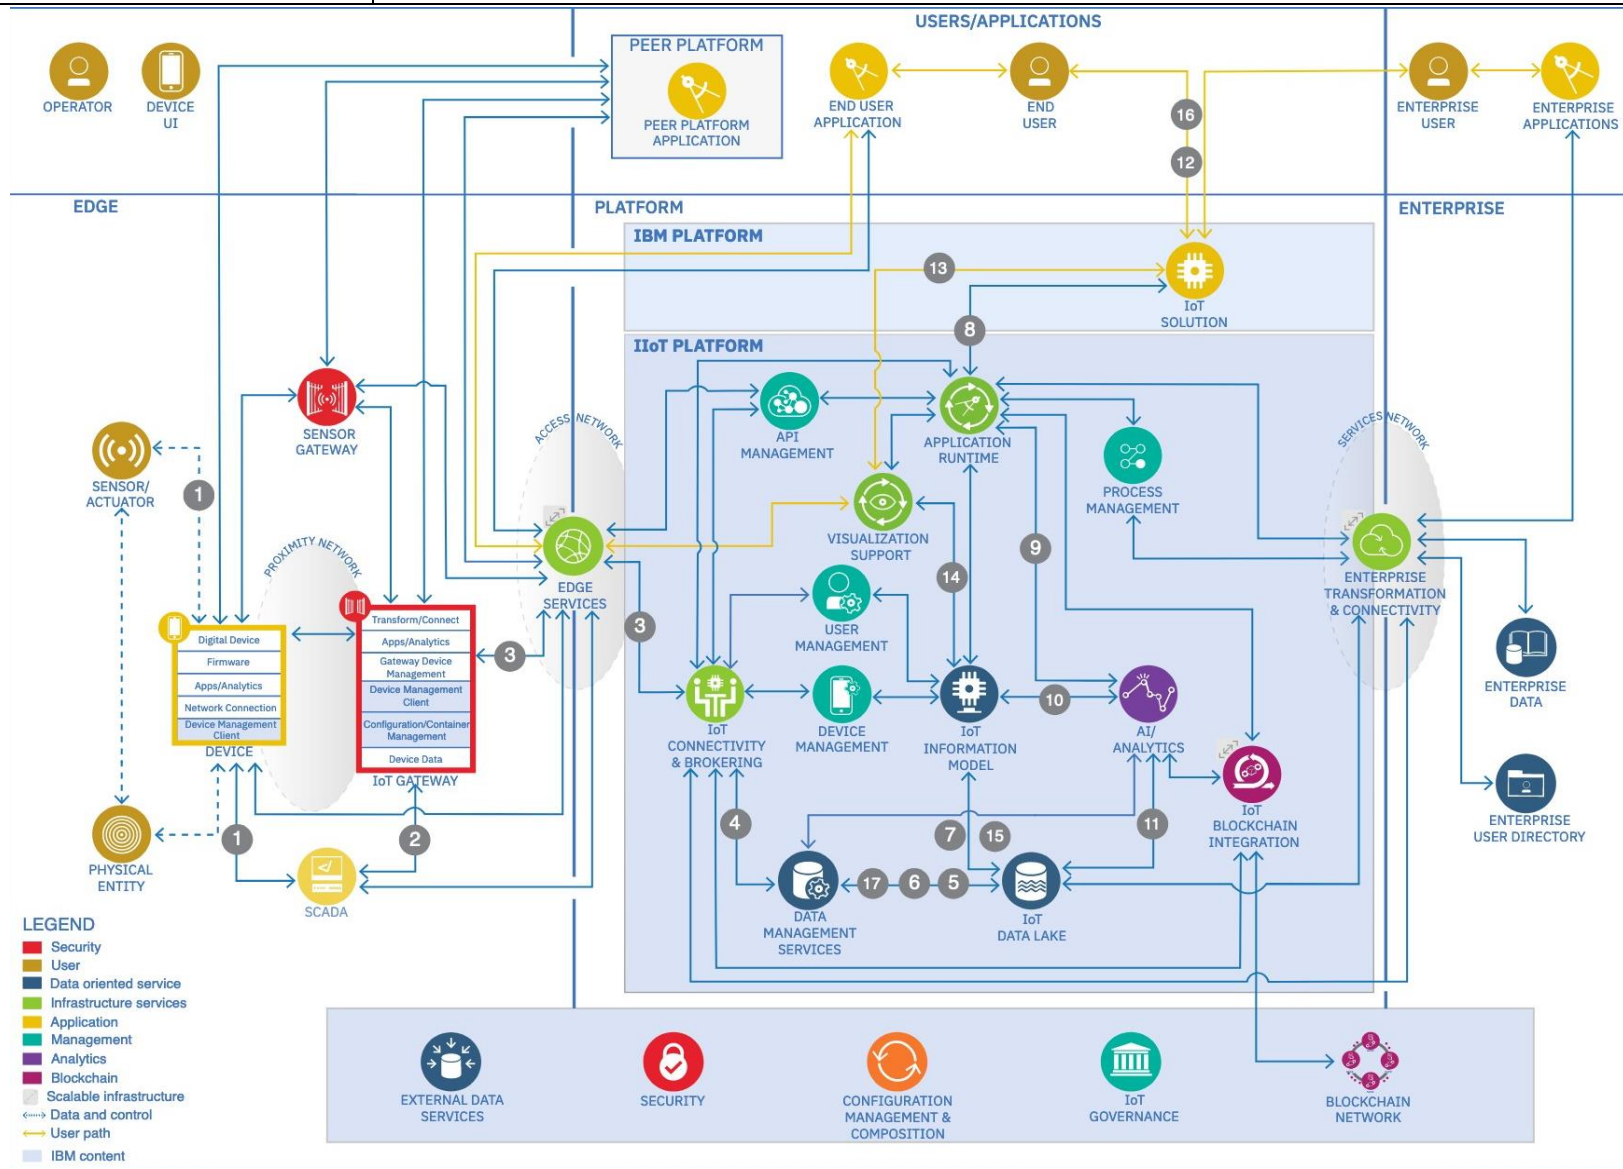 USERS/APPLICATIONS
OPERATOR
DEVICE
UI
PEER PLATFORM
PEER PLATFORM
APPLICATION
END USER
APPLICATION
END
USER
16
12
ENTERPRISE
USER
ENTERPRISE
APPLICATIONS
EDGE
PLATFORM
ENTERPRISE
IBM PLATFORM
13
IoT
SOLUTION
8
IIoT PLATFORM
SENSOR
GATEWAY
ACCESS NETWORK
API
MANAGEMENT
APPLICATION
RUNTIME
PROCESS
MANAGEMENT
SERVICES NETWORK
SENSOR/
ACTUATOR
1
PROXIMITY NETWORK
EDGE
SERVICES
VISUALIZATION
SUPPORT
9
14
ENTERPRISE
TRANSFORMATION
& CONNECTIVITY
Digital Device
Firmware
Apps/Analytics
Network Connection
Device Management
Client
DEVICE
Transform/Connect
Apps/Analytics
Gateway Device
Management
Device Management
Client
Configuration/Container
Management
Device Data
IoT GATEWAY
3
3
USER
MANAGEMENT
IoT
CONNECTIVITY
& BROKERING
DEVICE
MANAGEMENT
IoT
INFORMATION
MODEL
10
AI/
ANALYTICS
ENTERPRISE
DATA
IoT
BLOCKCHAIN
INTEGRATION
ENTERPRISE
USER DIRECTORY
PHYSICAL
ENTITY
1
2
SCADA
4
7
15
11
17
6
5
DATA
MANAGEMENT
SERVICES
IoT
DATA LAKE
LEGEND
Security
User
Data oriented service
Infrastructure services
Application
Management
Analytics
Blockchain
Scalable infrastructure
Data and control
User path
IBM content
EXTERNAL DATA
SERVICES
SECURITY
CONFIGURATION
MANAGEMENT &
COMPOSITION
IoT
GOVERNANCE
BLOCKCHAIN
NETWORK